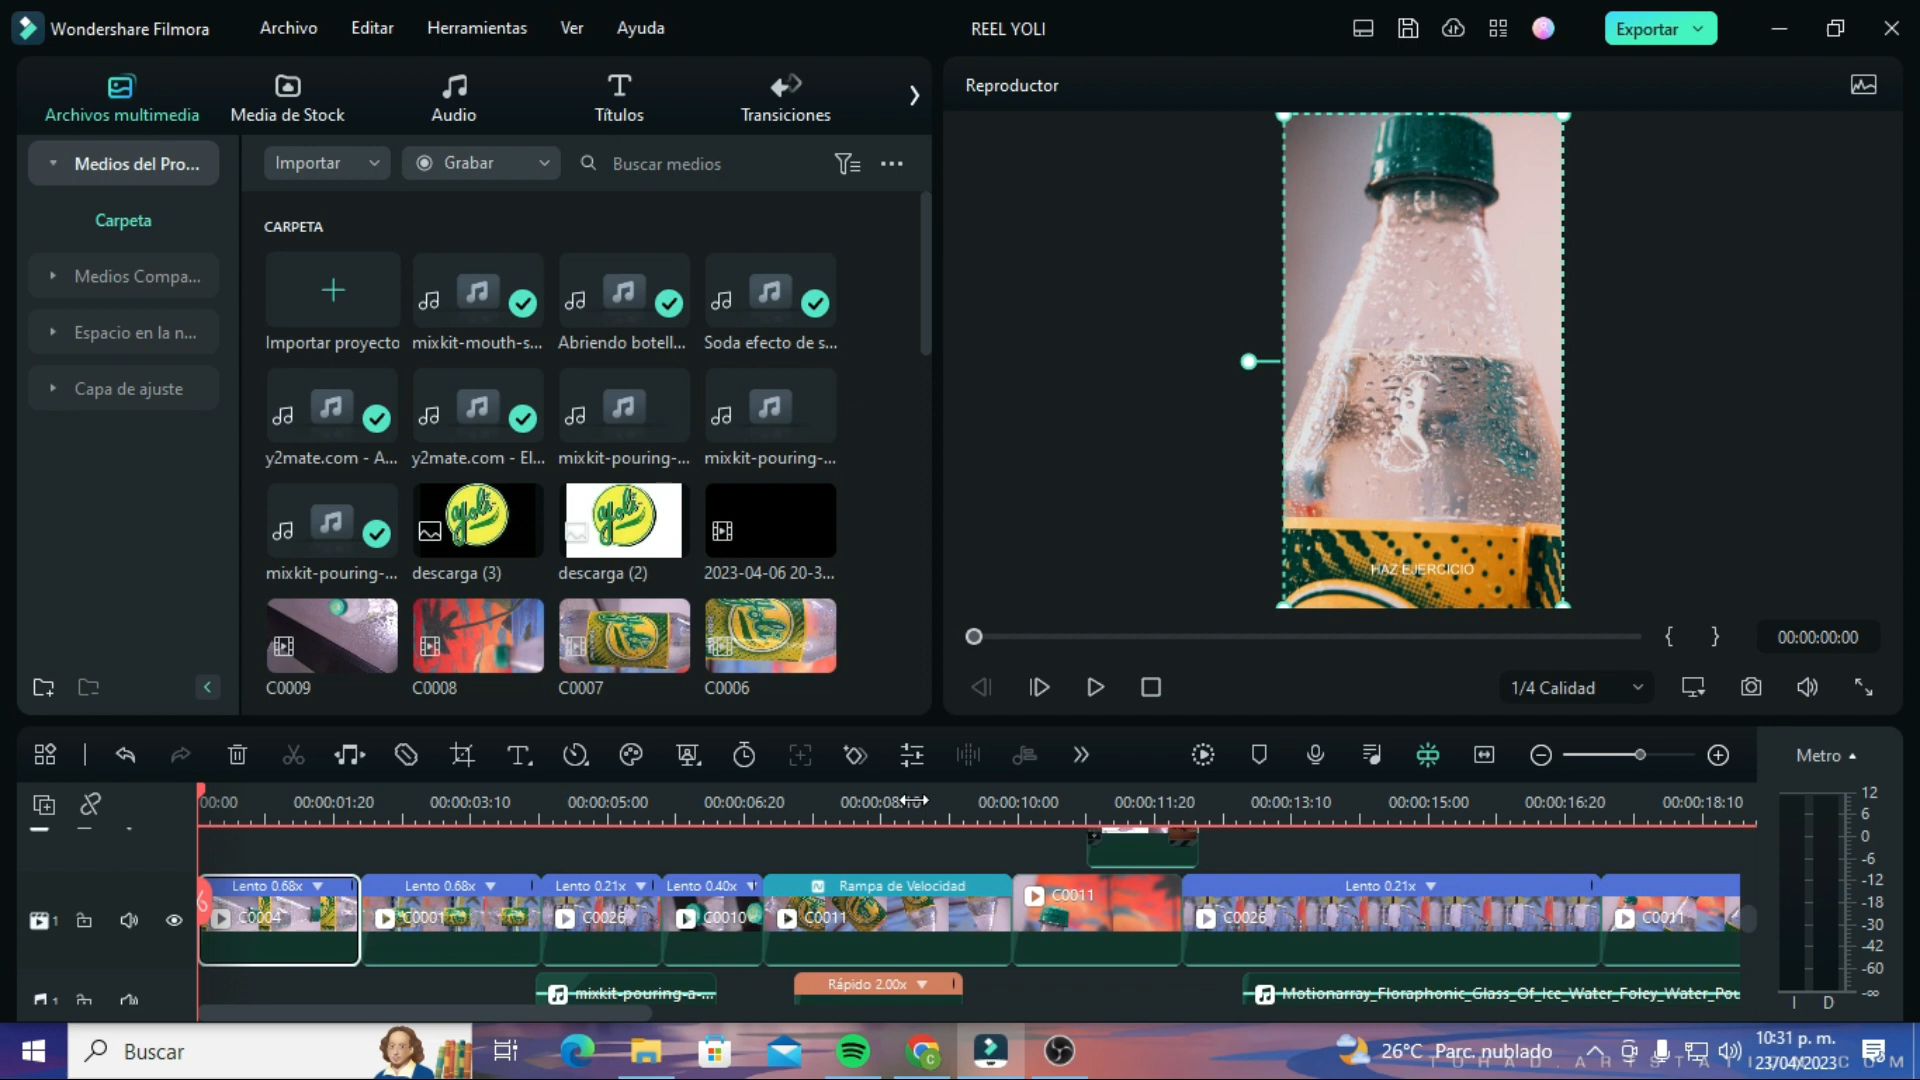 Wondershare Filmora
Archivo
Editar
Herramientas
Ver
Ayuda
REEL YOLI
Exportar
Archivos multimedia
Media de Stock
Audio
Títulos
Transiciones
Reproductor
Medios del Pro...
Importar
Grabar
Buscar medios
Carpeta
CARPETA
Medios Compa...
Espacio en la n...
Capa de ajuste
Importar proyecto
mixkit-mouth-s...
Abriendo botell...
Soda efecto de s...
y2mate.com - A...
y2mate.com - El...
mixkit-pouring-...
mixkit-pouring-...
yoli
yoli
mixkit-pouring-...
descarga (3)
descarga (2)
2023-04-06 20-3...
C0009
C0008
C0007
C0006
HAZ EJERCICIO
00:00:00:00
1/4 Calidad
Metro
00:00
00:00:01:20
00:00:03:10
00:00:05:00
00:00:06:20
00:00:08:10
00:00:10:00
00:00:11:20
00:00:13:10
00:00:15:00
00:00:16:20
00:00:18:10
12
6
0
-6
-12
-18
-30
-42
-60
-∞
I D
Lento 0.68x
Lento 0.68x
Lento 0.21x
Lento 0.40x
Rampa de Velocidad
C0011
Lento 0.21x
1
C0004
C0001
C0026
C0010
C0011
C0026
C0011
1
mixkit-pouring-a-...
Rápido 2.00x
Motionarray_Floraphonic_Glass_Of_Ice_Water_Foley_Water_Pou
Buscar
26°C Parc. nublado
10:31 p. m.
23/04/2023